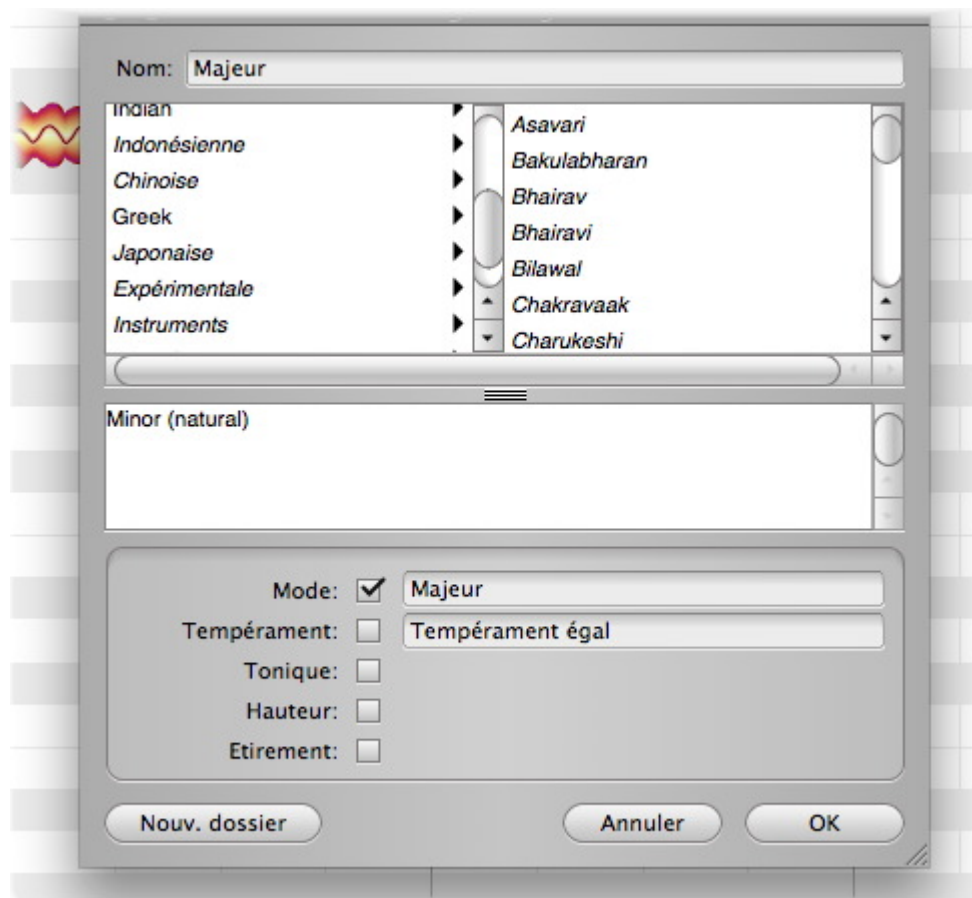 Nom: Majeur
Indian
Indonésienne
Chinoise
Greek
Japonaise
Expérimentale
Instruments
Asavari
Bakulabharan
Bhairav
Bhairavi
Bilawal
Chakravaak
Charukeshi
Minor (natural)
Mode: Majeur
Tempérament: Tempérament égal
Tonique:
Hauteur:
Etirement:
Nouv. dossier
Annuler
OK